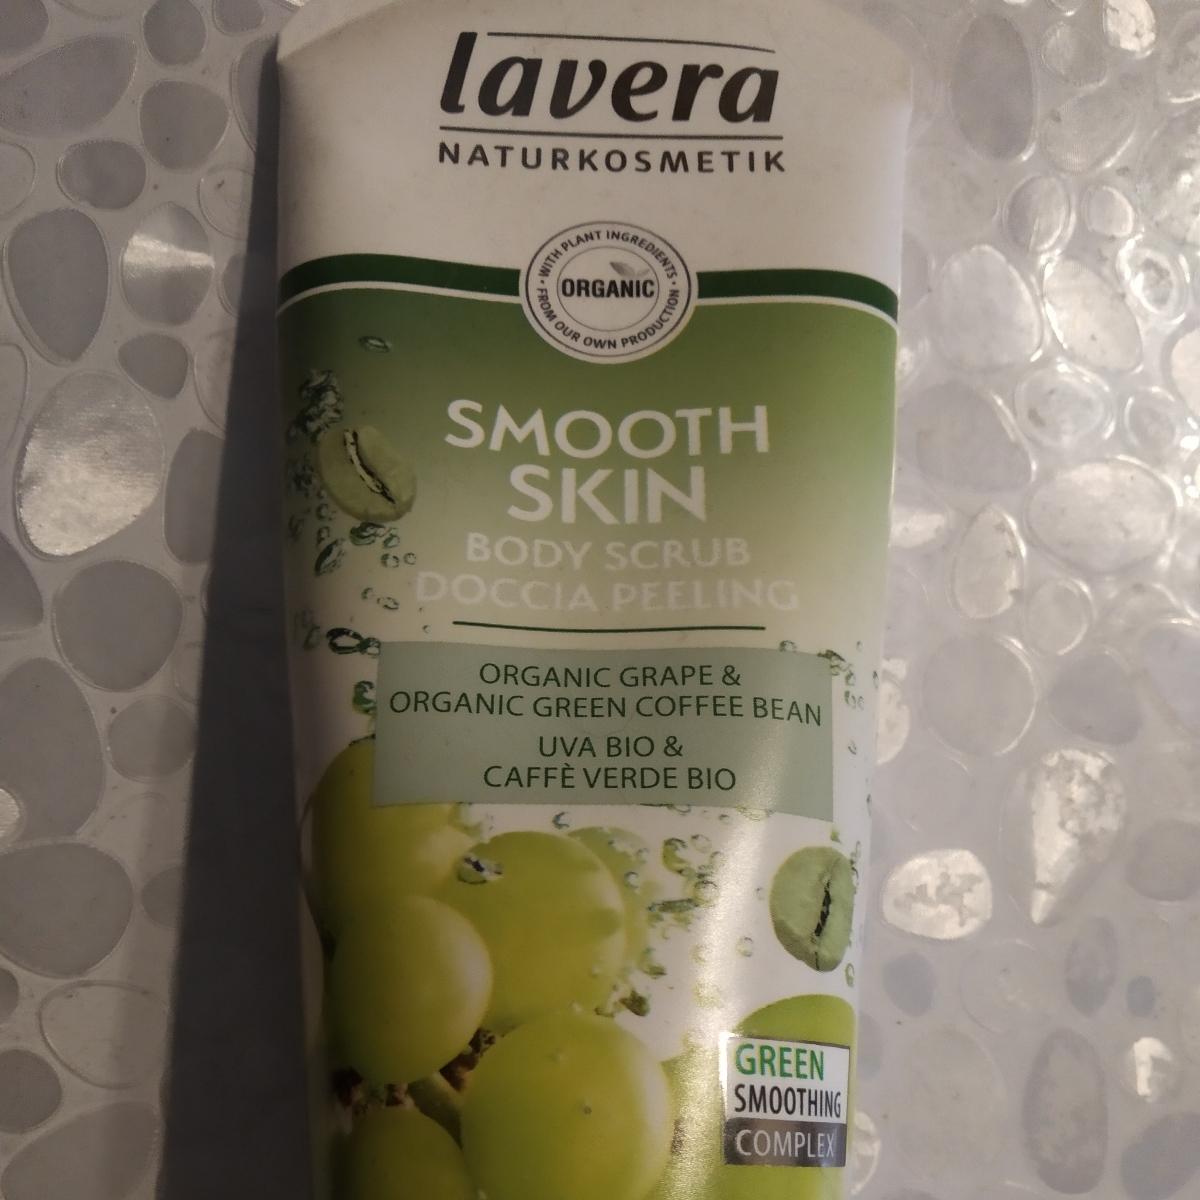 lavera
NATURKOSMETIK
WITH PLANT INGREDIENTS
ORGANIC
FROM OUR OWN PRODUCTION
SMOOTH
SKIN
BODY SCRUB
DOCCIA PEELING
ORGANIC GRAPE &
ORGANIC GREEN COFFEE BEAN
UVA BIO &
CAFFÈ VERDE BIO
GREEN
SMOOTHING
COMPLEX